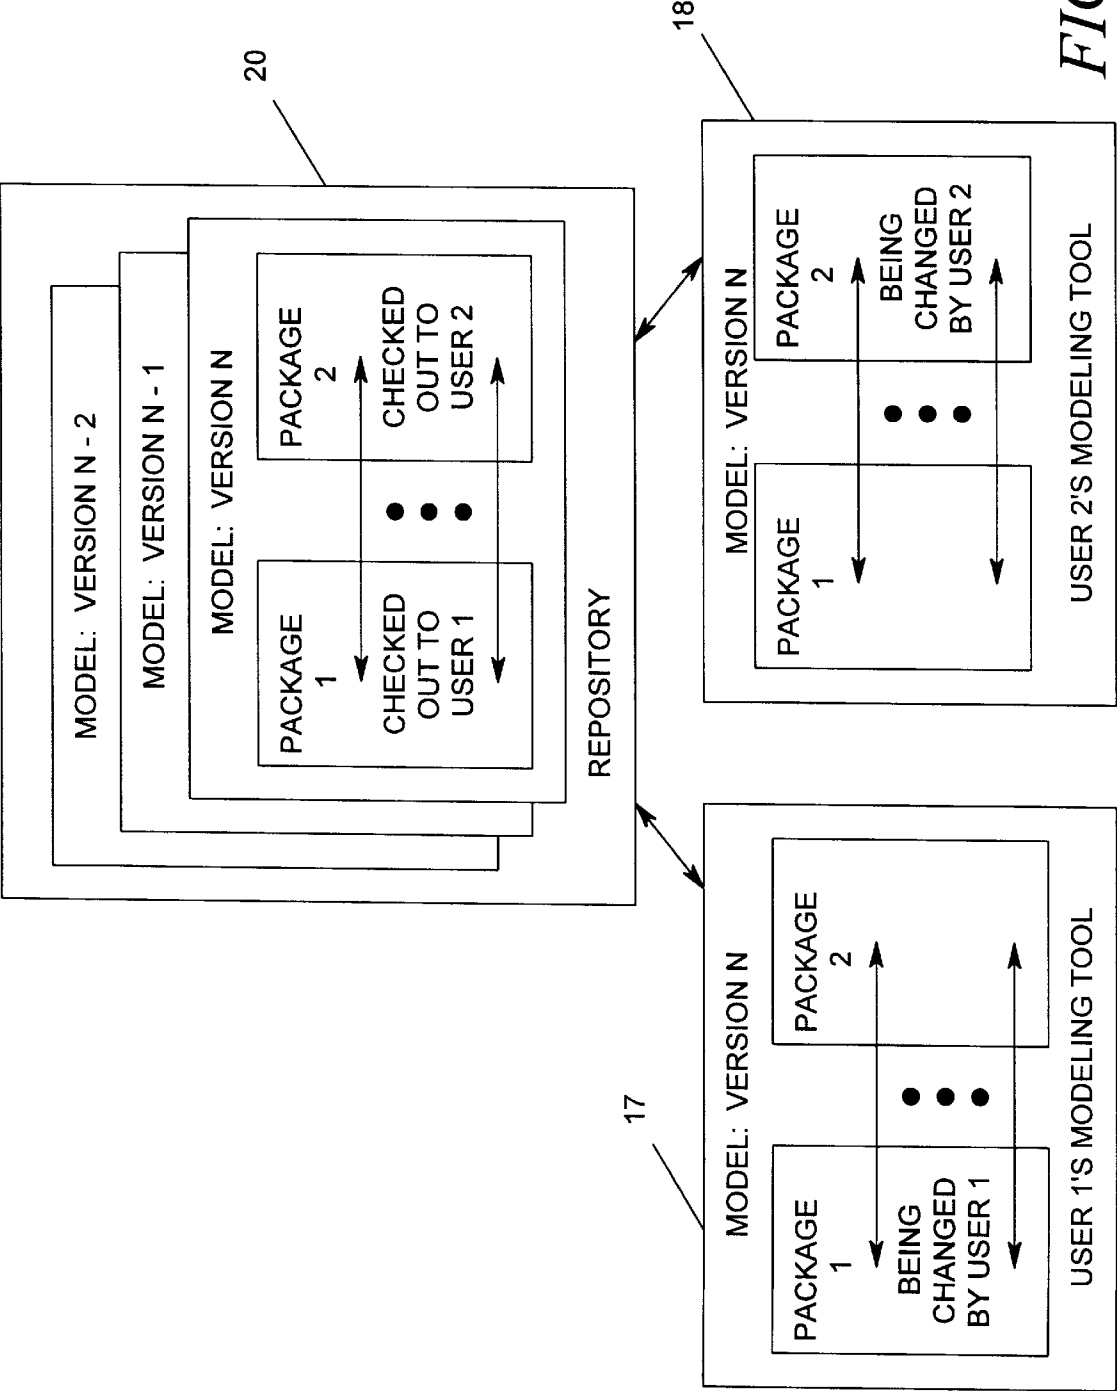 20
MODEL: VERSION N - 2
MODEL: VERSION N - 1
MODEL: VERSION N
PACKAGE
1
CHECKED
OUT TO
USER 1
PACKAGE
2
CHECKED
OUT TO
USER 2
REPOSITORY
17
MODEL: VERSION N
PACKAGE
1
BEING
CHANGED
BY USER 1
PACKAGE
2
USER 1'S MODELING TOOL
18
MODEL: VERSION N
PACKAGE
1
PACKAGE
2
BEING
CHANGED
BY USER 2
USER 2'S MODELING TOOL